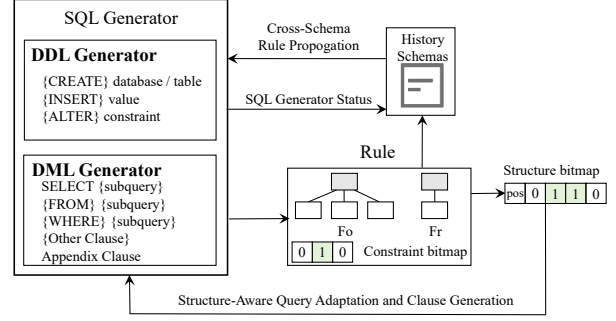 SQL Generator
DDL Generator
{CREATE} database / table
{INSERT} value
{ALTER} constraint
DML Generator
SELECT {subquery}
{FROM} {subquery}
{WHERE} {subquery}
{Other Clause}
Appendix Clause
Cross-Schema
Rule Propogation
SQL Generator Status
History
Schemas
Rule
Fo
Fr
0 1 0
Constraint bitmap
Structure bitmap
pos 0 1 1 0
Structure-Aware Query Adaptation and Clause Generation